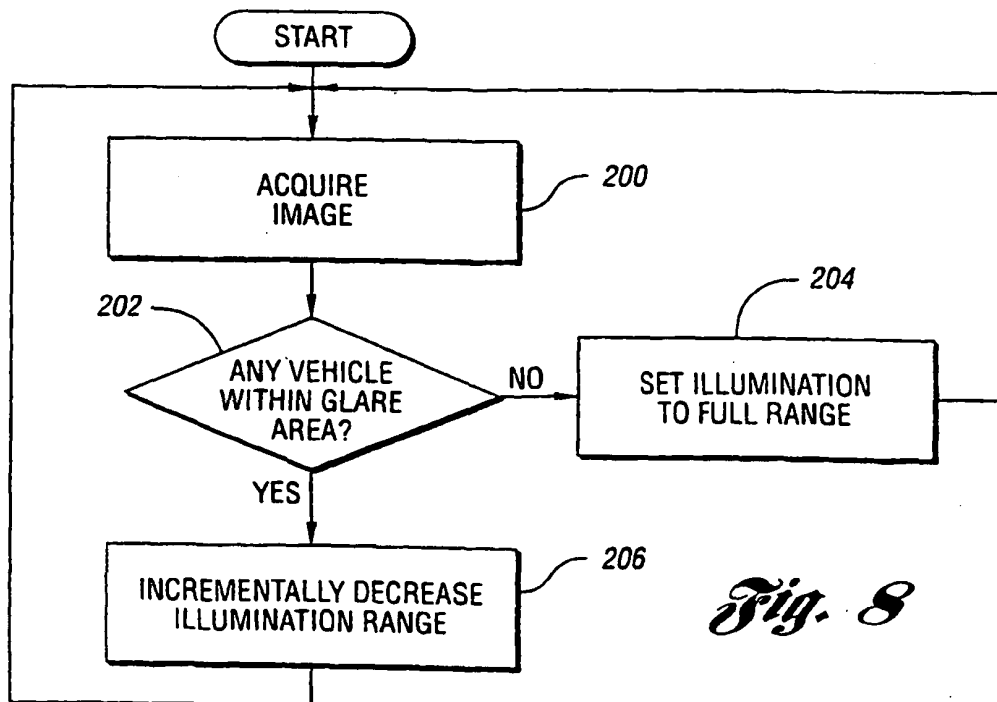 START
ACQUIRE
IMAGE
200
202
ANY VEHICLE
WITHIN GLARE
AREA?
NO
204
SET ILLUMINATION
TO FULL RANGE
YES
206
INCREMENTALLY DECREASE
ILLUMINATION RANGE
Fig. 8